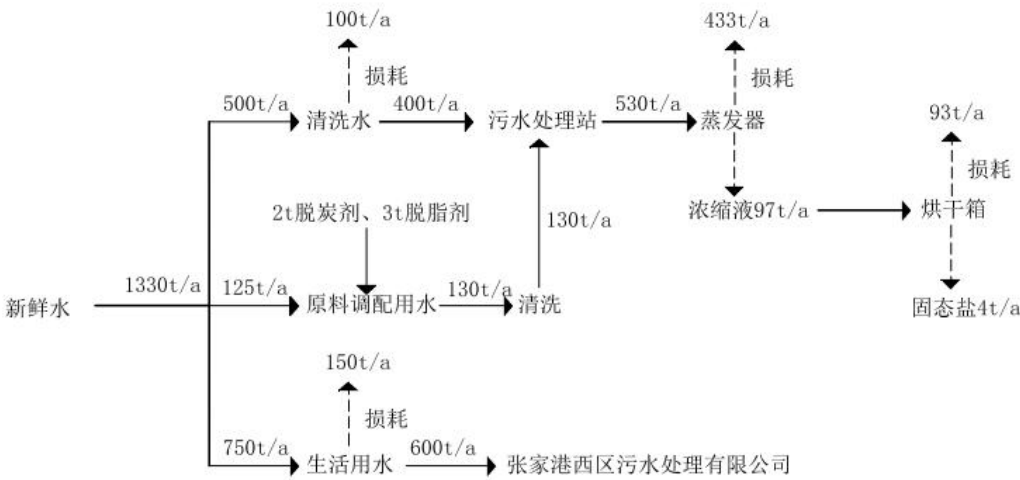 100t/a
433t/a
损耗
损耗
500t/a
400t/a
530t/a
93t/a
清洗水
污水处理站
蒸发器
损耗
2t脱炭剂、3t脱脂剂
130t/a
浓缩液97t/a
烘干箱
1330t/a
125t/a
130t/a
新鲜水
原料调配用水
清洗
固态盐4t/a
150t/a
损耗
750t/a
600t/a
生活用水
张家港西区污水处理有限公司